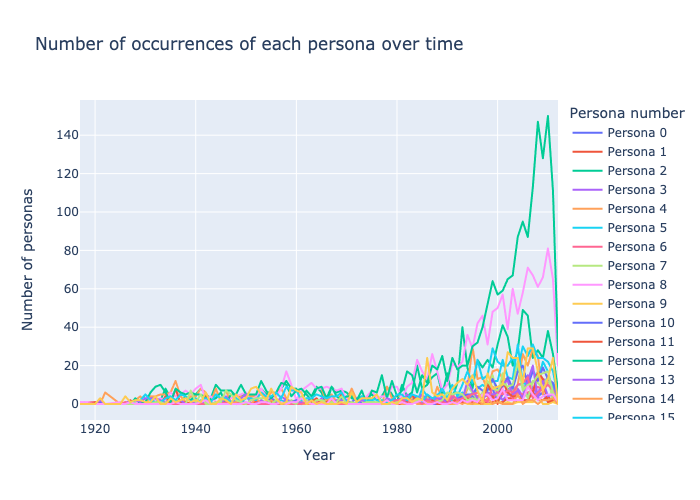 Number of occurrences of each persona over time
Number of personas
0
20
40
60
80
100
120
140
1920
1940
1960
1980
2000
Year
Persona number
Persona 0
Persona 1
Persona 2
Persona 3
Persona 4
Persona 5
Persona 6
Persona 7
Persona 8
Persona 9
Persona 10
Persona 11
Persona 12
Persona 13
Persona 14
Persona 15